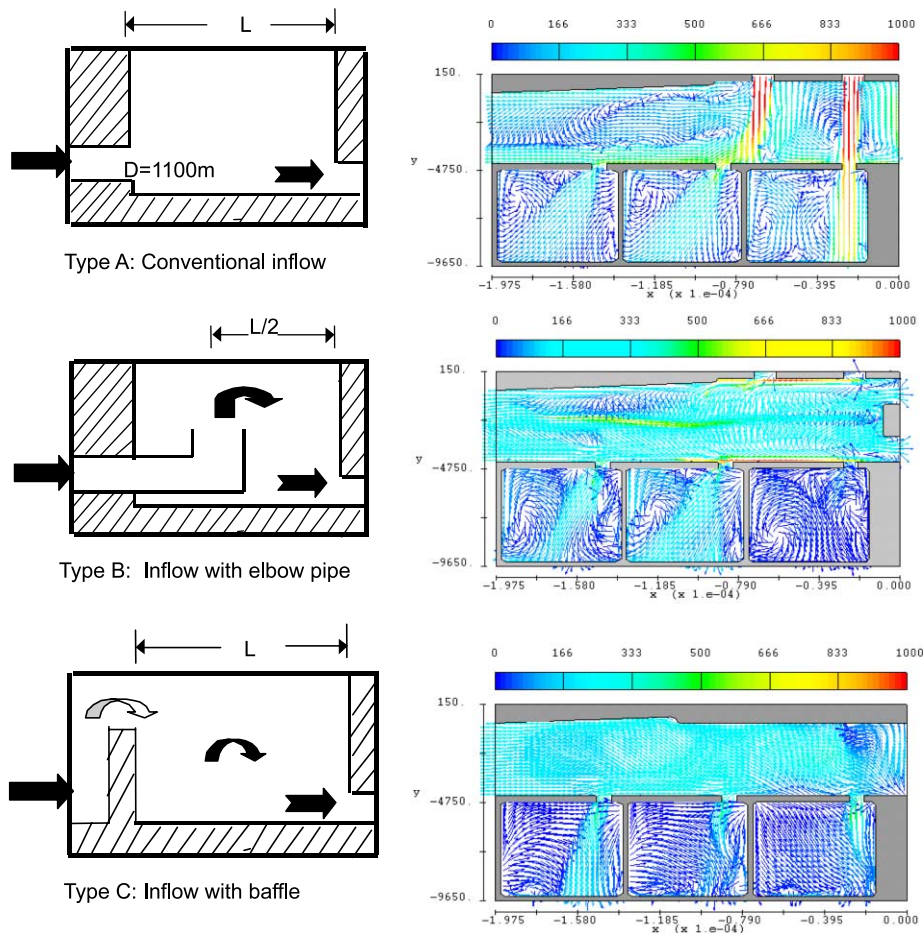 L
D=1100m
Type A: Conventional inflow
0 166 333 500 666 833 1000
150.
y
-4750.
-9650.
-1.975 -1.580 -1.185 -0.790 -0.395 0.000
x (x 1.e-04)
L/2
Type B: Inflow with elbow pipe
0 166 333 500 666 833 1000
150.
y
-4750.
-9650.
-1.975 -1.580 -1.185 -0.790 -0.395 0.000
x (x 1.e-04)
L
Type C: Inflow with baffle
0 166 333 500 666 833 1000
150.
y
-4750.
-9650.
-1.975 -1.580 -1.185 -0.790 -0.395 0.000
x (x 1.e-04)